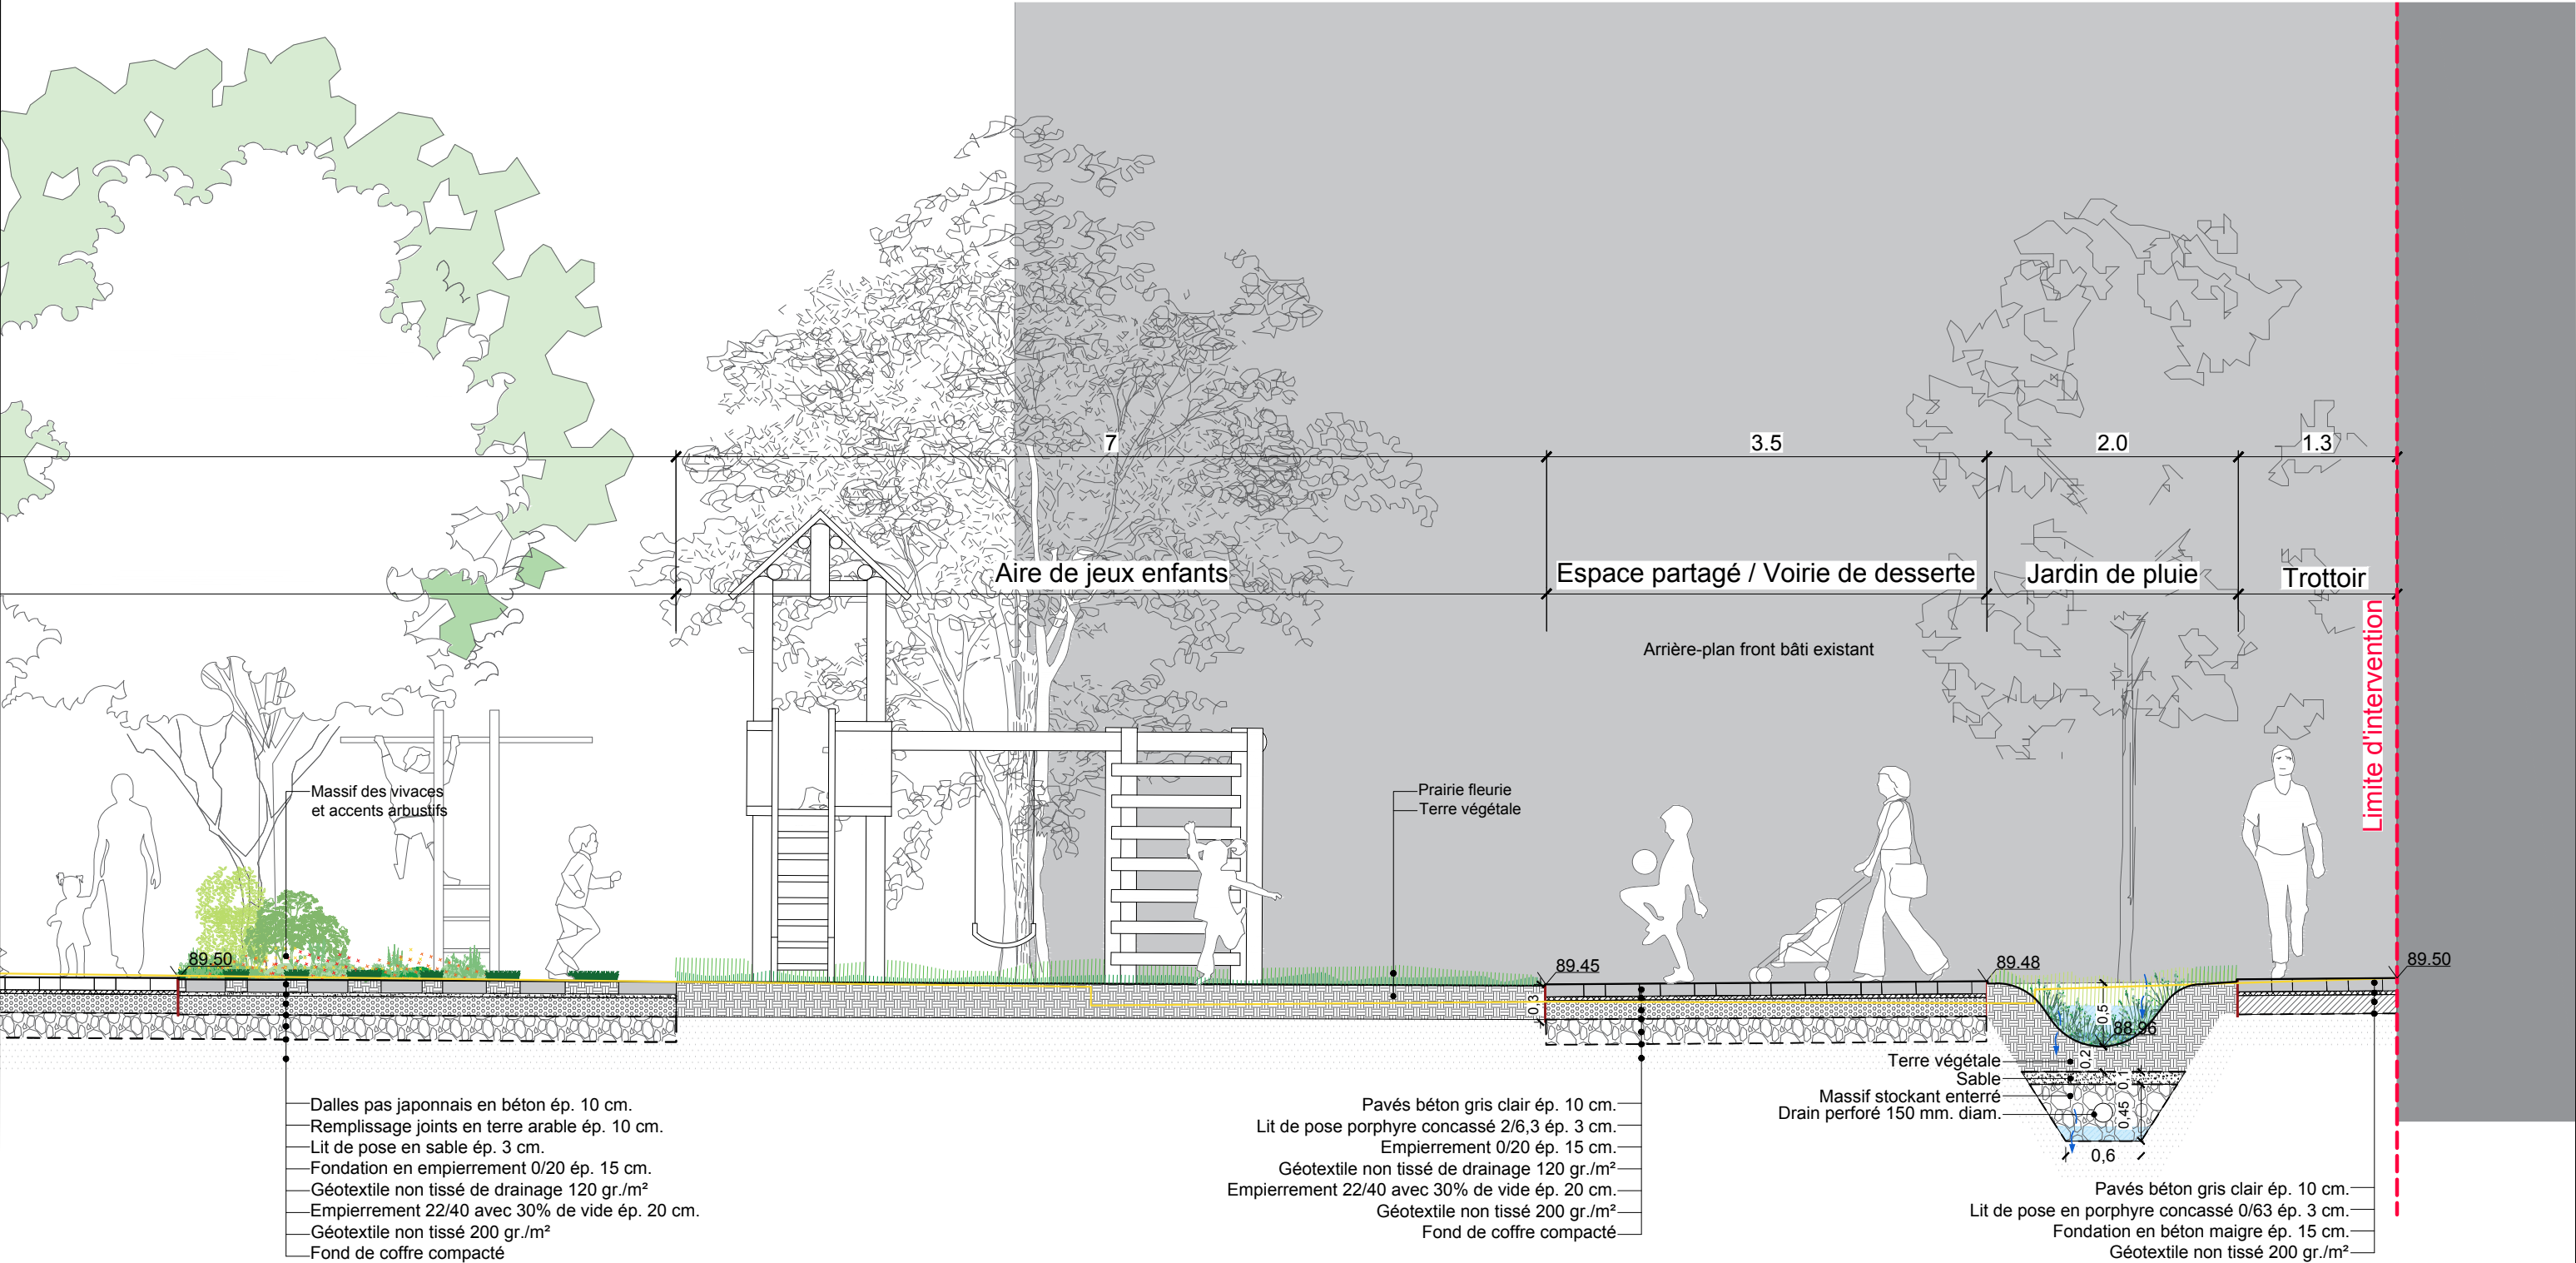 7
3.5
2.0
1.3
Aire de jeux enfants
Espace partagé / Voirie de desserte
Jardin de pluie
Trottoir
Limite d'intervention
Arrière-plan front bâti existant
Massif des vivaces
et accents arbustifs
Prairie fleurie
Terre végétale
89.50
89.45
89.48
89.50
0,3
0,5
88,96
0,2
0,1
0,45
0,6
Terre végétale
Sable
Massif stockant enterré
Drain perforé 150 mm. diam.
Dalles pas japonnais en béton ép. 10 cm.
Remplissage joints en terre arable ép. 10 cm.
Lit de pose en sable ép. 3 cm.
Fondation en empierrement 0/20 ép. 15 cm.
Géotextile non tissé de drainage 120 gr./m²
Empierrement 22/40 avec 30% de vide ép. 20 cm.
Géotextile non tissé 200 gr./m²
Fond de coffre compacté
Pavés béton gris clair ép. 10 cm.
Lit de pose porphyre concassé 2/6,3 ép. 3 cm.
Empierrement 0/20 ép. 15 cm.
Géotextile non tissé de drainage 120 gr./m²
Empierrement 22/40 avec 30% de vide ép. 20 cm.
Géotextile non tissé 200 gr./m²
Fond de coffre compacté
Pavés béton gris clair ép. 10 cm.
Lit de pose en porphyre concassé 0/63 ép. 3 cm.
Fondation en béton maigre ép. 15 cm.
Géotextile non tissé 200 gr./m²